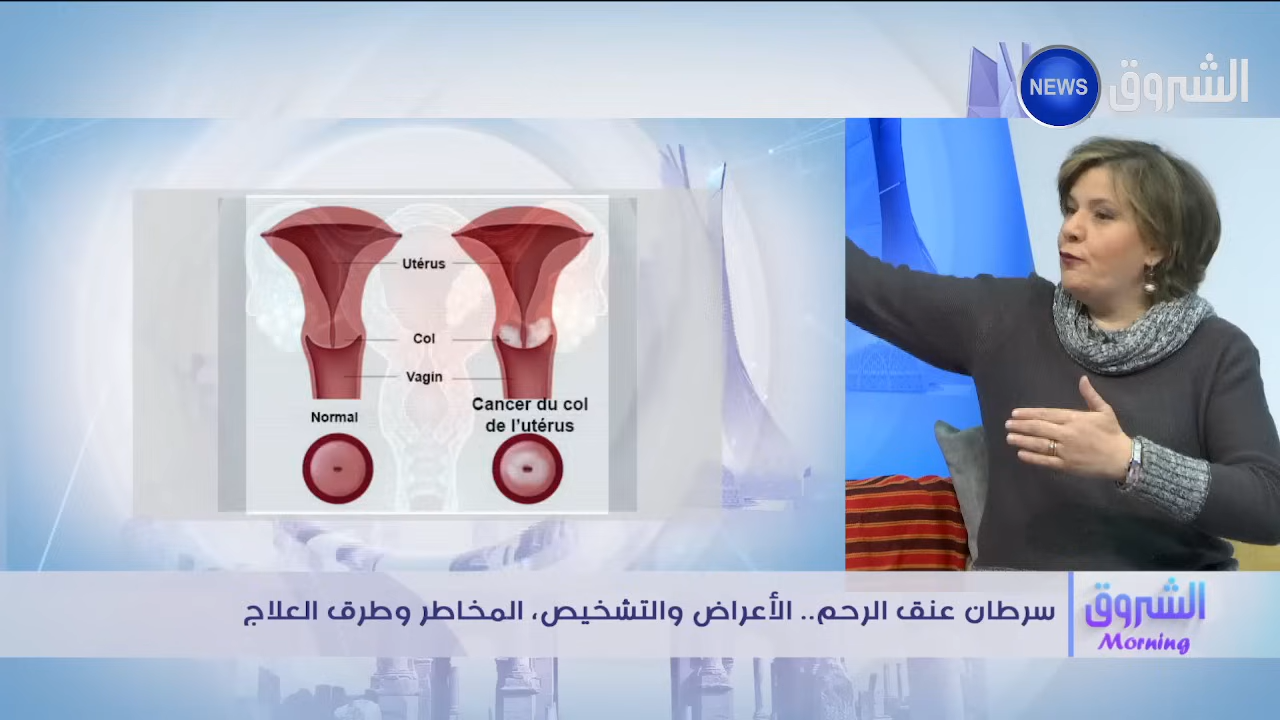 NEWS الشروق
Utérus
Col
Vagin
Normal
Cancer du col
de l'utérus
سرطان عنق الرحم.. الأعراض والتشخيص، المخاطر وطرق العلاج
الشروق
Morning